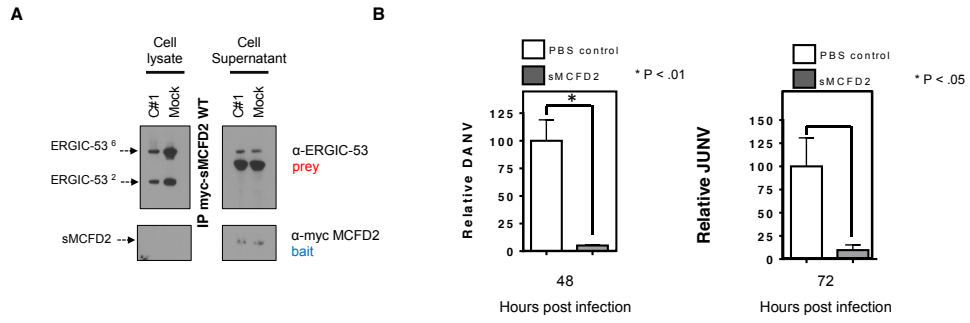 A
Cell
lysate
Cell
Supernatant
C#1
Mock
C#1
Mock
ERGIC-53 6
ERGIC-53 2
IP myc-sMCFD2 WT
α-ERGIC-53
prey
sMCFD2
α-myc MCFD2
bait
B
PBS control
sMCFD2
* P < .01
*
Relative DANV
125
100
75
50
25
0
48
Hours post infection
PBS control
sMCFD2
* P < .05
Relative JUNV
150
125
100
75
50
25
0
72
Hours post infection